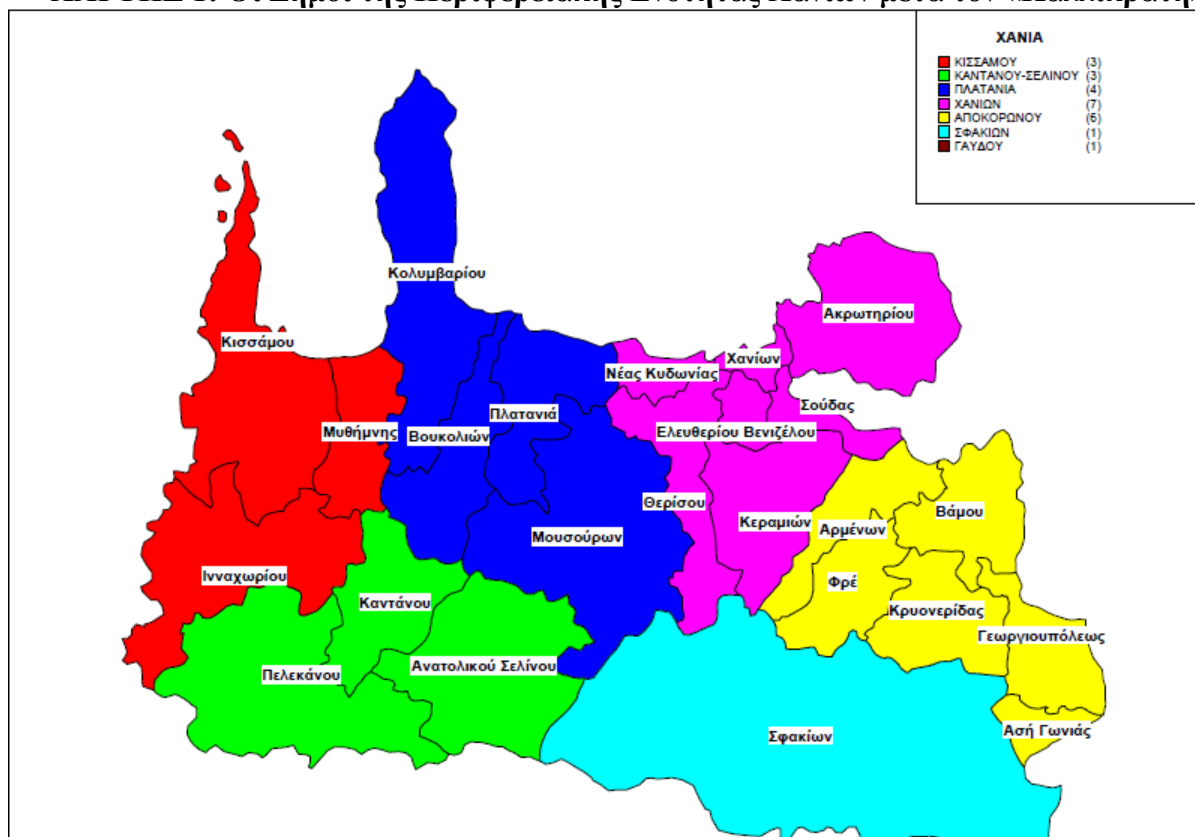 ΧΑΝΙΑ
ΚΙΣΣΑΜΟΥ (3)
ΚΑΝΤΑΝΟΥ-ΣΕΛΙΝΟΥ (3)
ΠΛΑΤΑΝΙΑ (4)
ΧΑΝΙΩΝ (7)
ΑΠΟΚΟΡΩΝΟΥ (6)
ΣΦΑΚΙΩΝ (1)
ΓΑΥΔΟΥ (1)
Κολυμβαρίου
Ακρωτηρίου
Κισσάμου
Χανίων
Νέας Κυδωνίας
Σούδας
Πλατανιά
Μυθήμνης
Βουκολιών
Ελευθερίου Βενιζέλου
Θερίσου
Κεραμιών
Βάμου
Αρμένων
Μουσούρων
Ινναχωρίου
Φρέ
Καντάνου
Κρυονερίδας
Γεωργιουπόλεως
Ανατολικού Σελίνου
Πελεκάνου
Ασή Γωνιάς
Σφακίων